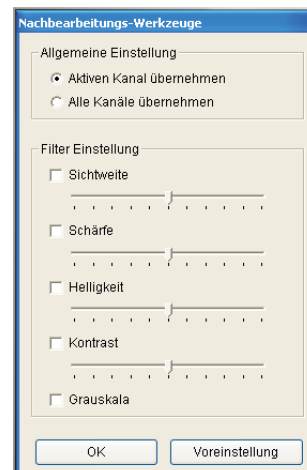 Nachbearbeitungs-Werkzeuge
Allgemeine Einstellung
Aktiven Kanal übernehmen
Alle Kanäle übernehmen
Filter Einstellung
Sichtweite
Schärfe
Helligkeit
Kontrast
Grauskala
OK
Voreinstellung